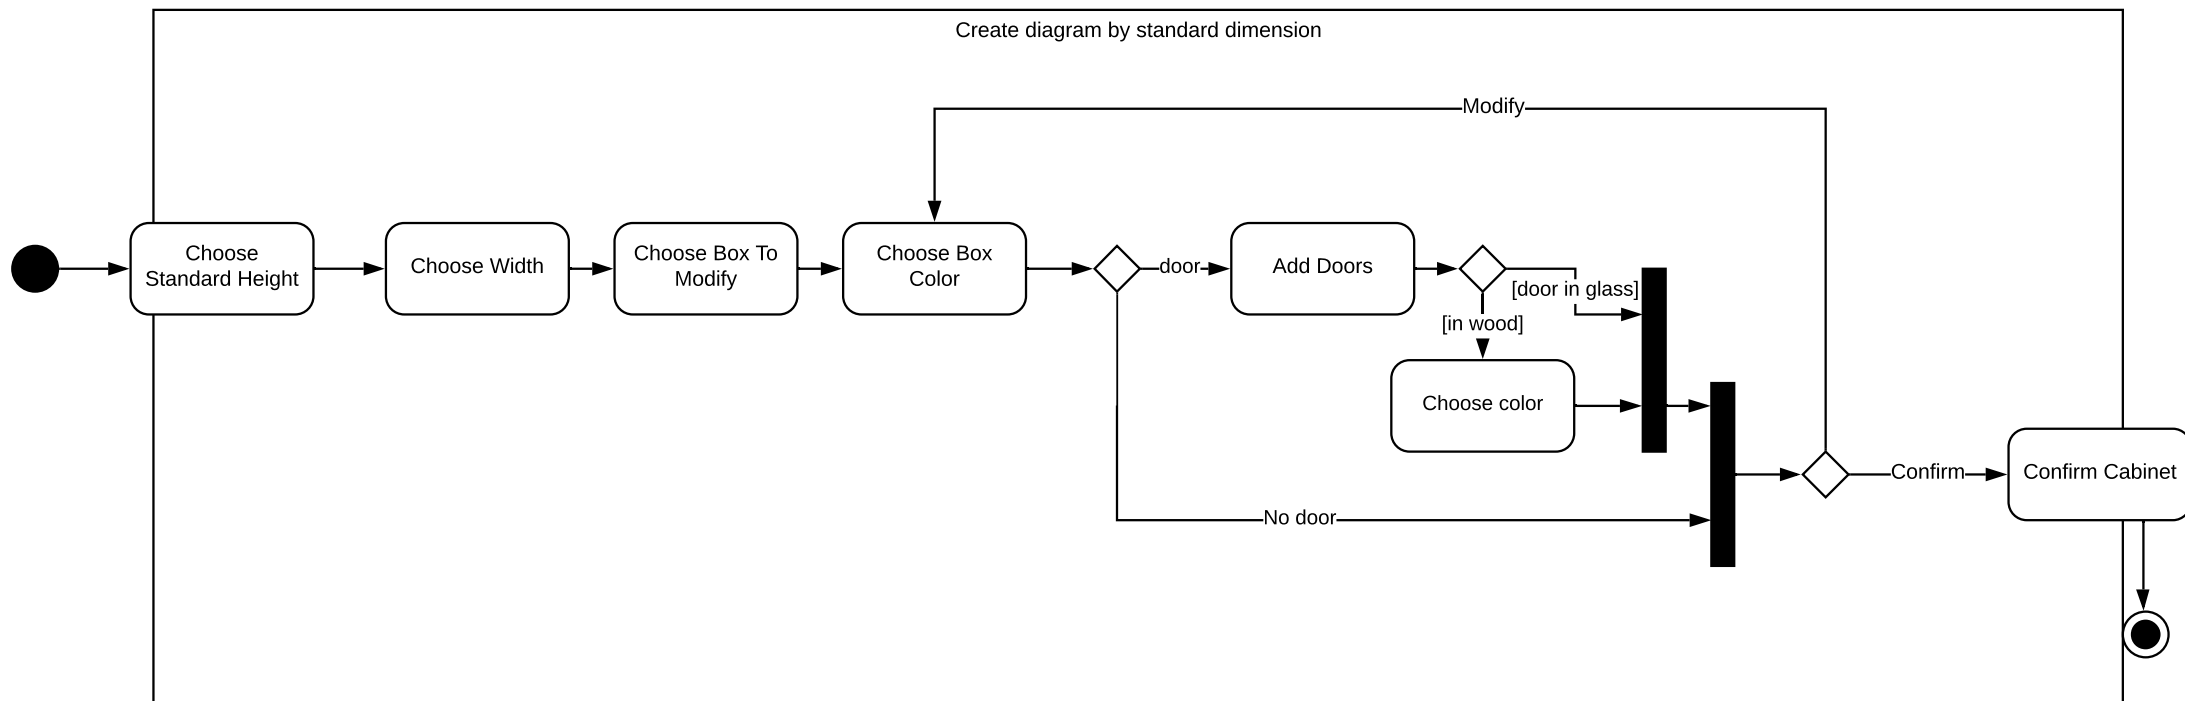 Create diagram by standard dimension
Modify
Choose
Standard Height
Choose Width
Choose Box To
Modify
Choose Box
Color
door
Add Doors
[door in glass]
[in wood]
Choose color
Confirm
Confirm Cabinet
No door